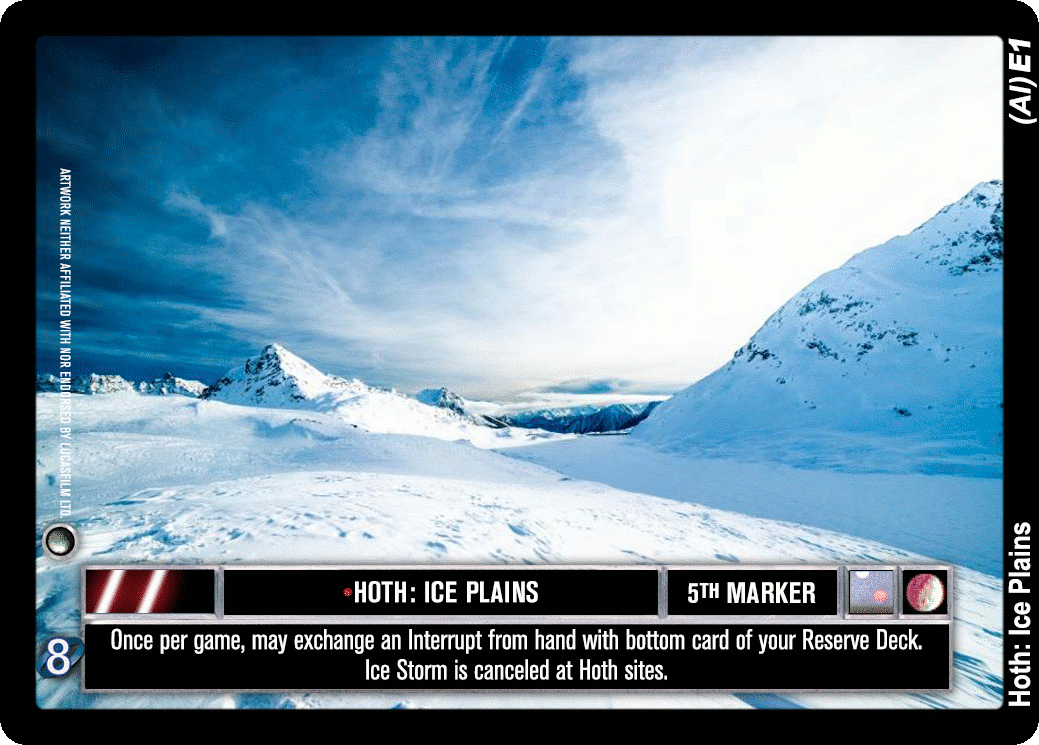 (AI) E1
ARTWORK NEITHER AFFILIATED WITH NOR ENDORSED BY LUCASFILM LTD.
•HOTH: ICE PLAINS
5TH MARKER
8
Once per game, may exchange an Interrupt from hand with bottom card of your Reserve Deck.
Ice Storm is canceled at Hoth sites.
Hoth: Ice Plains